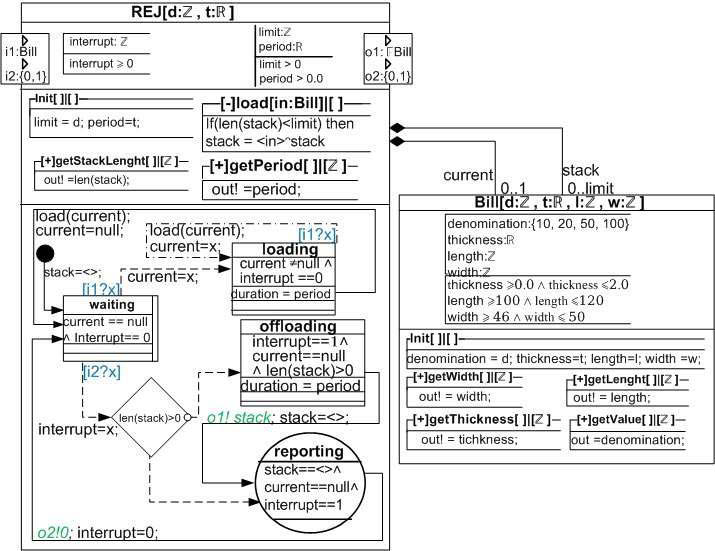 REJ[d:ℤ, t:ℝ]
i1:Bill
i2:{0,1}
interrupt: ℤ
interrupt ⩾ 0
limit:ℤ
period:ℝ
limit > 0
period > 0.0
o1: ΓBill
o2:{0,1}
Init[ ]|[ ]
limit = d; period=t;
[-]load[in:Bill]|[ ]
If(len(stack)<limit) then
stack = <in>^stack
[+]getStackLenght[ ]|[ℤ]
out! =len(stack);
[+]getPeriod[ ]|[ℤ]
out! =period;
current
0..1
stack
0..limit
load(current);
current=null;
stack=<>;
load(current);
current=x;
[i1?x]
current=x;
[i1?x]
loading
current ≠null ∧
interrupt ==0
duration = period
waiting
current == null
∧ Interrupt== 0
[i2?x]
interrupt=x;
len(stack)>0
offloading
interrupt==1∧
current==null
∧ len(stack)>0
duration = period
o1! stack; stack=<>;
reporting
stack==<>∧
current==null∧
interrupt==1
o2!0; interrupt=0;
Bill[d:ℤ, t:ℝ, l:ℤ, w:ℤ]
denomination:{10, 20, 50, 100}
thickness:ℝ
length:ℤ
width:ℤ
thickness ⩾0.0 ∧ thickness ⩽2.0
length ⩾100 ∧ length ⩽120
width ⩾ 46 ∧ width ⩽ 50
Init[ ]|[ ]
denomination = d; thickness=t; length=l; width =w;
[+]getWidth[ ]|[ℤ]
out! = width;
[+]getLenght[ ]|[ℤ]
out! = length;
[+]getThickness[ ]|[ℤ]
out! = tichkness;
[+]getValue[ ]|[ℤ]
out =denomination;